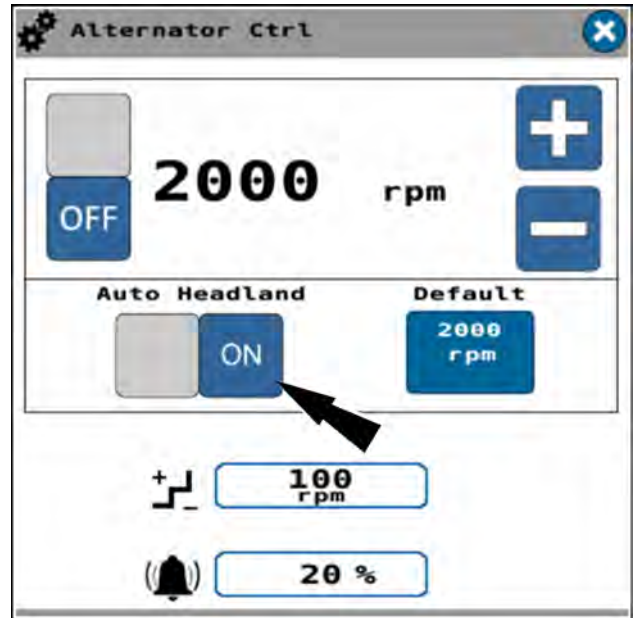 Alternator Ctrl
2000 rpm
OFF
Auto Headland
Default
ON
2000
rpm
100
rpm
20 %